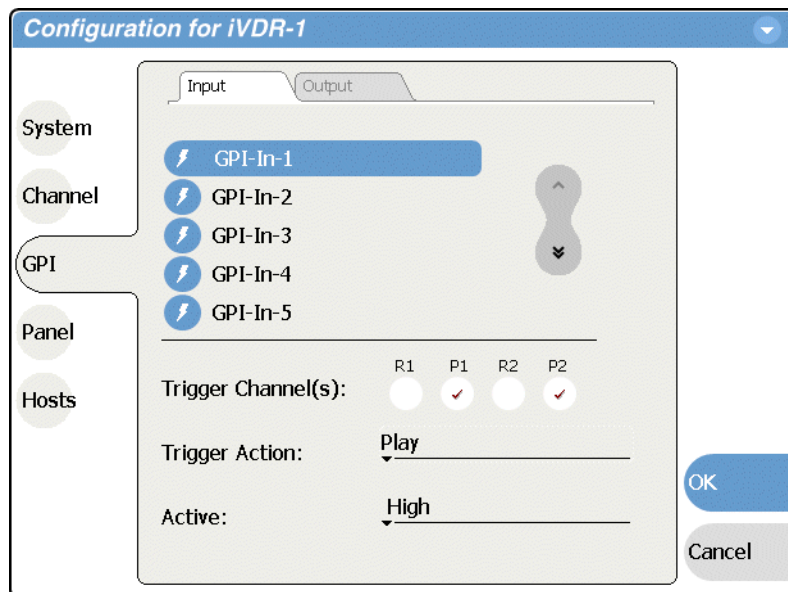 Configuration for iVDR-1
Input
Output
System
Channel
GPI
Panel
Hosts
GPI-In-1
GPI-In-2
GPI-In-3
GPI-In-4
GPI-In-5
R1 P1 R2 P2
Trigger Channel(s):
Trigger Action: Play
Active: High
OK
Cancel